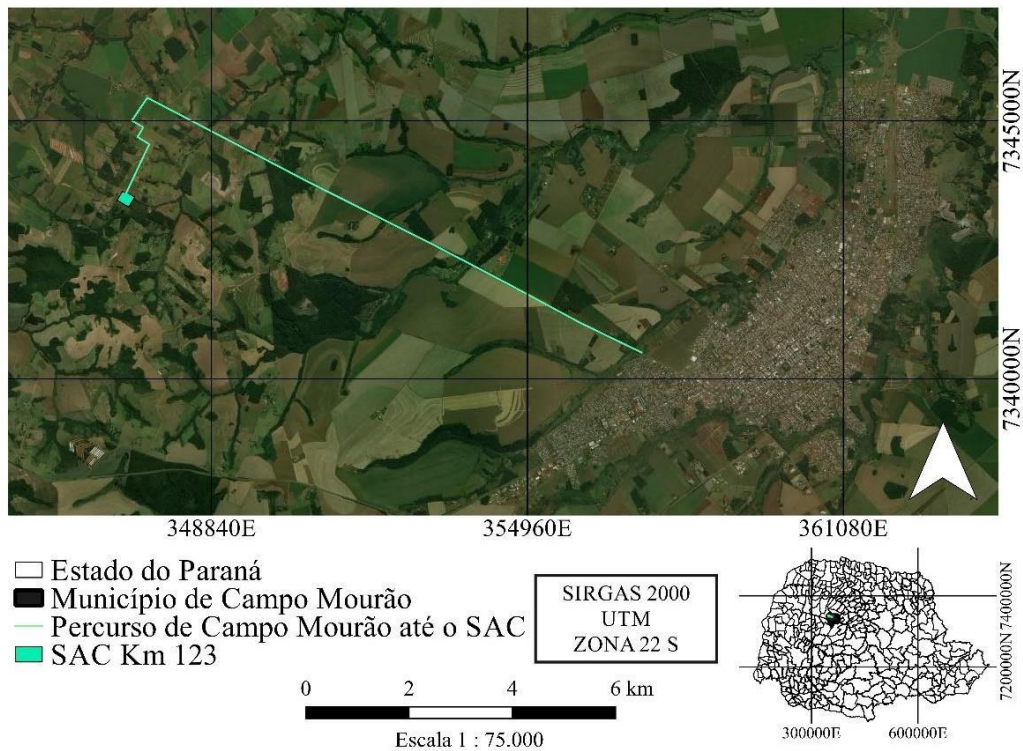 7345000N
7340000N
348840E
354960E
361080E
Estado do Paraná
Município de Campo Mourão
Percurso de Campo Mourão até o SAC
SAC Km 123
SIRGAS 2000
UTM
ZONA 22 S
0 2 4 6 km
Escala 1 : 75.000
7400000N
7200000N
300000E
600000E